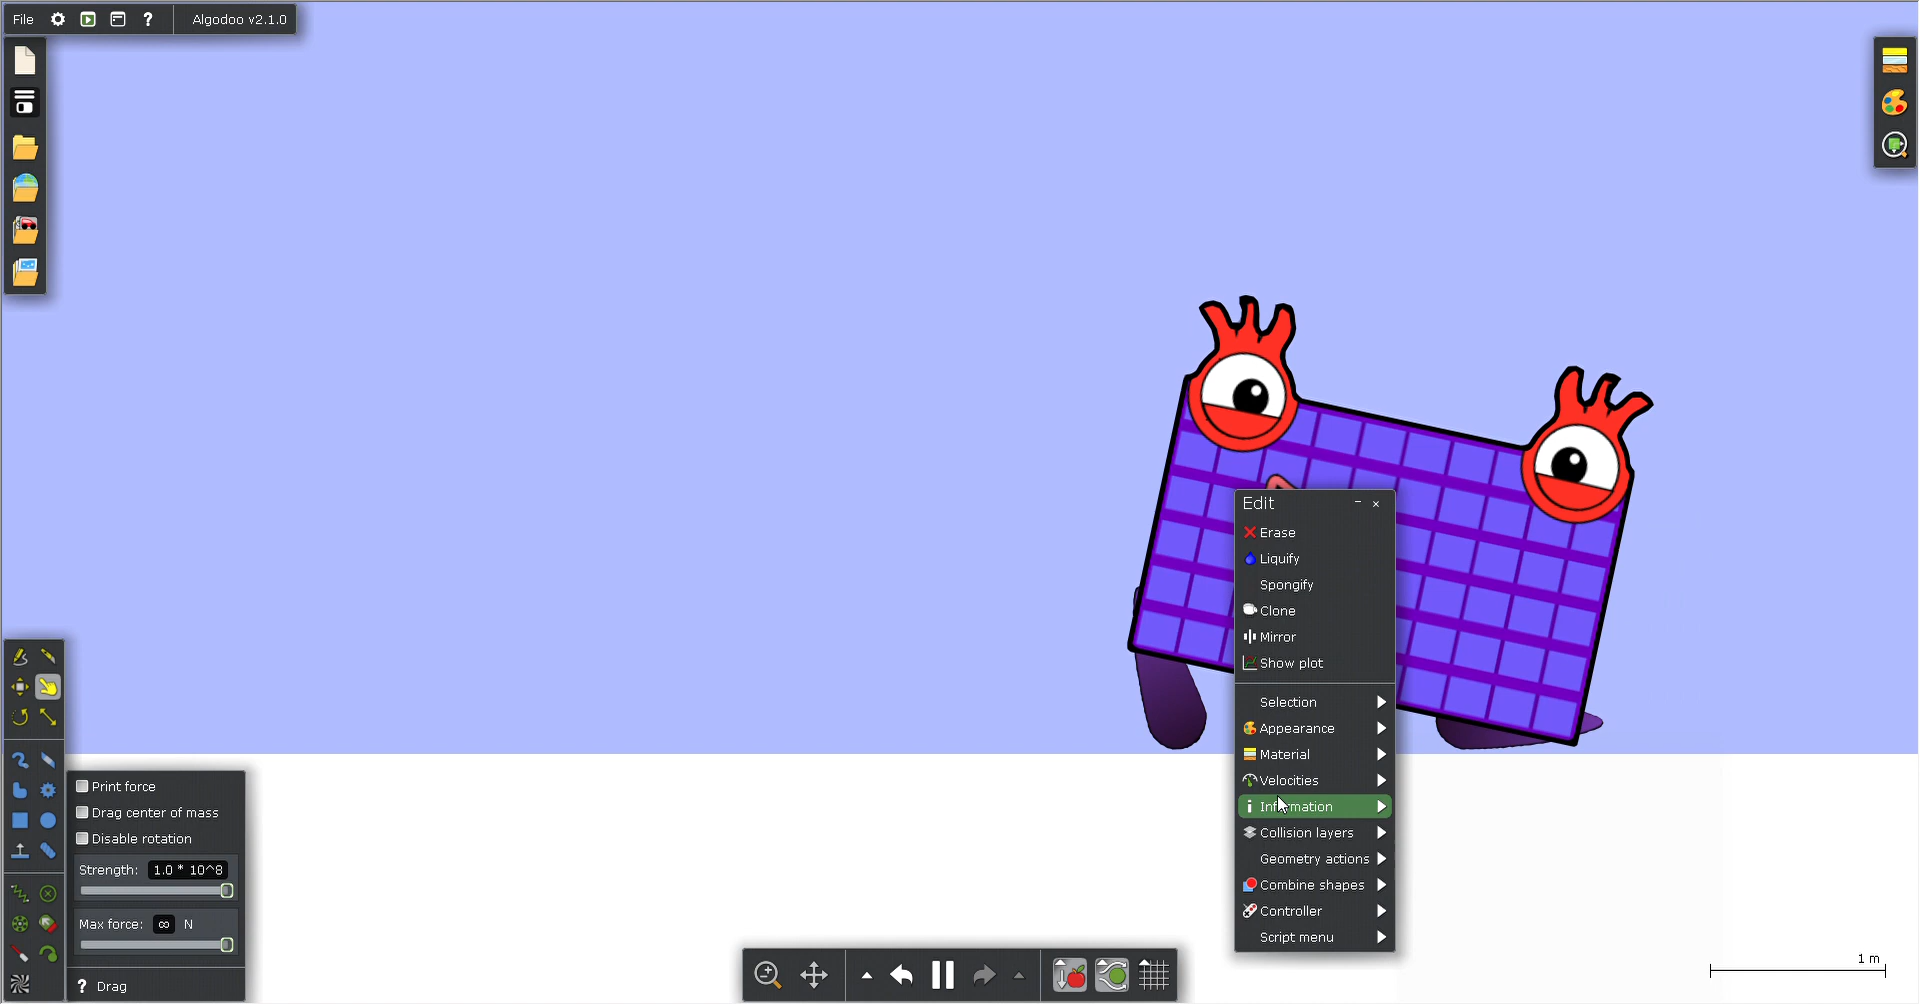 File
?
Algodoo v2.1.0
Edit
Erase
Liquify
Spongify
Clone
Mirror
Show plot
Selection
Appearance
Material
Velocities
Information
Collision layers
Geometry actions
Combine shapes
Controller
Script menu
Print force
Drag center of mass
Disable rotation
Strength: 1.0 * 10^8
Max force: ∞ N
? Drag
1 m